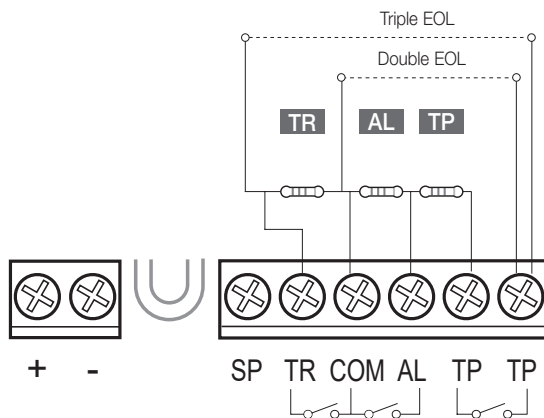 Triple EOL
Double EOL
TR AL TP
+ - SP TR COM AL TP TP